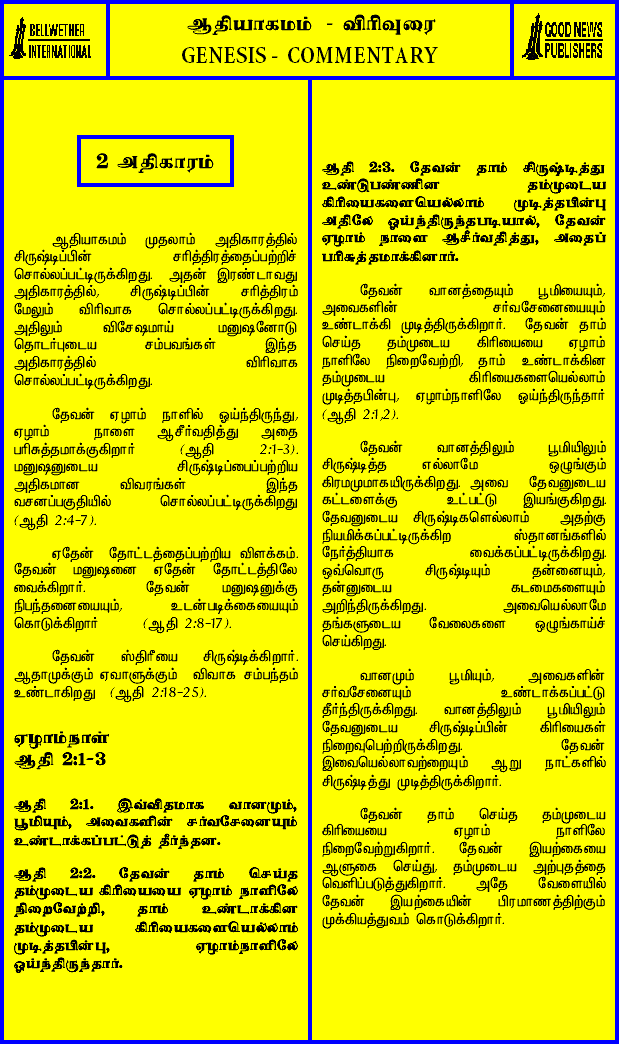 BELLWETHER
INTERNATIONAL
ஆதியாகமம் - விரிவுரை
GENESIS - COMMENTARY
GOOD NEWS
PUBLISHERS
2 அதிகாரம்
ஆதியாகமம் முதலாம் அதிகாரத்தில்
சிருஷ்டிப்பின் சரித்திரத்தைப்பற்றிச்
சொல்லப்பட்டிருக்கிறது. அதன் இரண்டாவது
அதிகாரத்தில், சிருஷ்டிப்பின் சரித்திரம்
மேலும் விரிவாக சொல்லப்பட்டிருக்கிறது.
அதிலும் விசேஷமாய் மனுஷனோடு
தொடர்புடைய சம்பவங்கள் இந்த
அதிகாரத்தில் விரிவாக
சொல்லப்பட்டிருக்கிறது.
தேவன் ஏழாம் நாளில் ஓய்ந்திருந்து,
ஏழாம் நாளை ஆசீர்வதித்து அதை
பரிசுத்தமாக்குகிறார் (ஆதி 2:1-3).
மனுஷனுடைய சிருஷ்டிப்பைப்பற்றிய
அதிகமான விவரங்கள் இந்த
வசனப்பகுதியில் சொல்லப்பட்டிருக்கிறது
(ஆதி 2:4-7).
ஏதேன் தோட்டத்தைப்பற்றிய விளக்கம்.
தேவன் மனுஷனை ஏதேன் தோட்டத்திலே
வைக்கிறார். தேவன் மனுஷனுக்கு
நிபந்தனையையும், உடன்படிக்கையையும்
கொடுக்கிறார் (ஆதி 2:8-17).
தேவன் ஸ்திரீயை சிருஷ்டிக்கிறார்.
ஆதாமுக்கும் ஏவாளுக்கும் விவாக சம்பந்தம்
உண்டாகிறது (ஆதி 2:18-25).
ஏழாம்நாள்
ஆதி 2:1-3
ஆதி 2:1. இவ்விதமாக வானமும்,
பூமியும், அவைகளின் சர்வசேனையும்
உண்டாக்கப்பட்டுத் தீர்ந்தன.
ஆதி 2:2. தேவன் தாம் செய்த
தம்முடைய கிரியையை ஏழாம் நாளிலே
நிறைவேற்றி, தாம் உண்டாக்கின
தம்முடைய கிரியைகளையெல்லாம்
முடித்தபின்பு, ஏழாம்நாளிலே
ஓய்ந்திருந்தார்.
ஆதி 2:3. தேவன் தாம் சிருஷ்டித்து
உண்டுபண்ணின தம்முடைய
கிரியைகளையெல்லாம் முடித்தபின்பு
அதிலே ஓய்ந்திருந்தபடியால், தேவன்
ஏழாம் நாளை ஆசீர்வதித்து, அதைப்
பரிசுத்தமாக்கினார்.
தேவன் வானத்தையும் பூமியையும்,
அவைகளின் சர்வசேனையையும்
உண்டாக்கி முடித்திருக்கிறார். தேவன் தாம்
செய்த தம்முடைய கிரியையை ஏழாம்
நாளிலே நிறைவேற்றி, தாம் உண்டாக்கின
தம்முடைய கிரியைகளையெல்லாம்
முடித்தபின்பு, ஏழாம்நாளிலே ஓய்ந்திருந்தார்
(ஆதி 2:1,2).
தேவன் வானத்திலும் பூமியிலும்
சிருஷ்டித்த எல்லாமே ஒழுங்கும்
கிரமமுமாகயிருக்கிறது. அவை தேவனுடைய
கட்டளைக்கு உட்பட்டு இயங்குகிறது.
தேவனுடைய சிருஷ்டிகளெல்லாம் அதற்கு
நியமிக்கப்பட்டிருக்கிற ஸ்தானங்களில்
நேர்த்தியாக வைக்கப்பட்டிருக்கிறது.
ஒவ்வொரு சிருஷ்டியும் தன்னையும்,
தன்னுடைய கடமைகளையும்
அறிந்திருக்கிறது. அவையெல்லாமே
தங்களுடைய வேலைகளை ஒழுங்காய்ச்
செய்கிறது.
வானமும் பூமியும், அவைகளின்
சர்வசேனையும் உண்டாக்கப்பட்டு
தீர்ந்திருக்கிறது. வானத்திலும் பூமியிலும்
தேவனுடைய சிருஷ்டிப்பின் கிரியைகள்
நிறைவுபெற்றிருக்கிறது. தேவன்
இவையெல்லாவற்றையும் ஆறு நாட்களில்
சிருஷ்டித்து முடித்திருக்கிறார்.
தேவன் தாம் செய்த தம்முடைய
கிரியையை ஏழாம் நாளிலே
நிறைவேற்றுகிறார். தேவன் இயற்கையை
ஆளுகை செய்து, தம்முடைய அற்புதத்தை
வெளிப்படுத்துகிறார். அதே வேளையில்
தேவன் இயற்கையின் பிரமாணத்திற்கும்
முக்கியத்துவம் கொடுக்கிறார்.